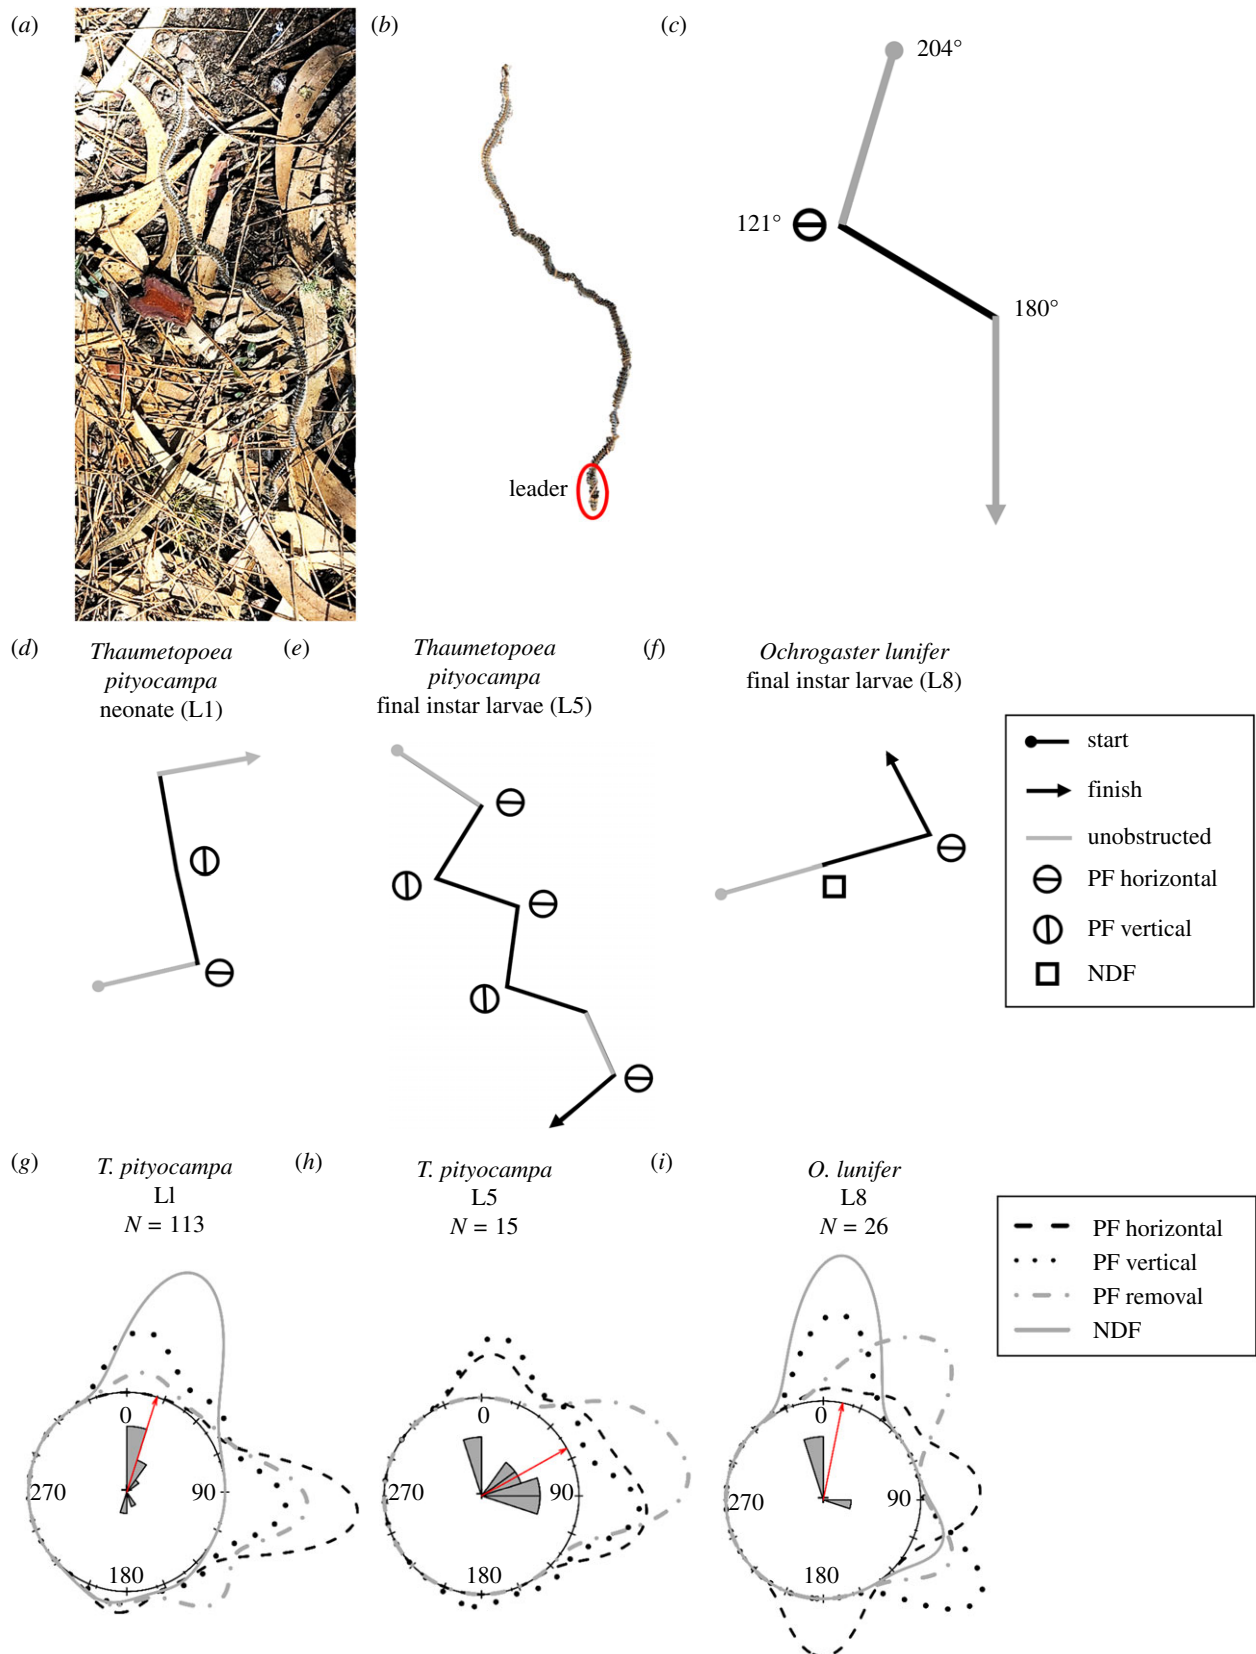 (a)
(b)
(c)
204°
121°
180°
leader
(d)
Thaumetopoea
pityocampa
neonate (L1)
(e)
Thaumetopoea
pityocampa
final instar larvae (L5)
(f)
Ochrogaster lunifer
final instar larvae (L8)
start
finish
unobstructed
PF horizontal
PF vertical
NDF
(g)
T. pityocampa
L1
N = 113
(h)
T. pityocampa
L5
N = 15
(i)
O. lunifer
L8
N = 26
PF horizontal
PF vertical
PF removal
NDF
0
270
90
180
0
270
90
180
0
270
90
180